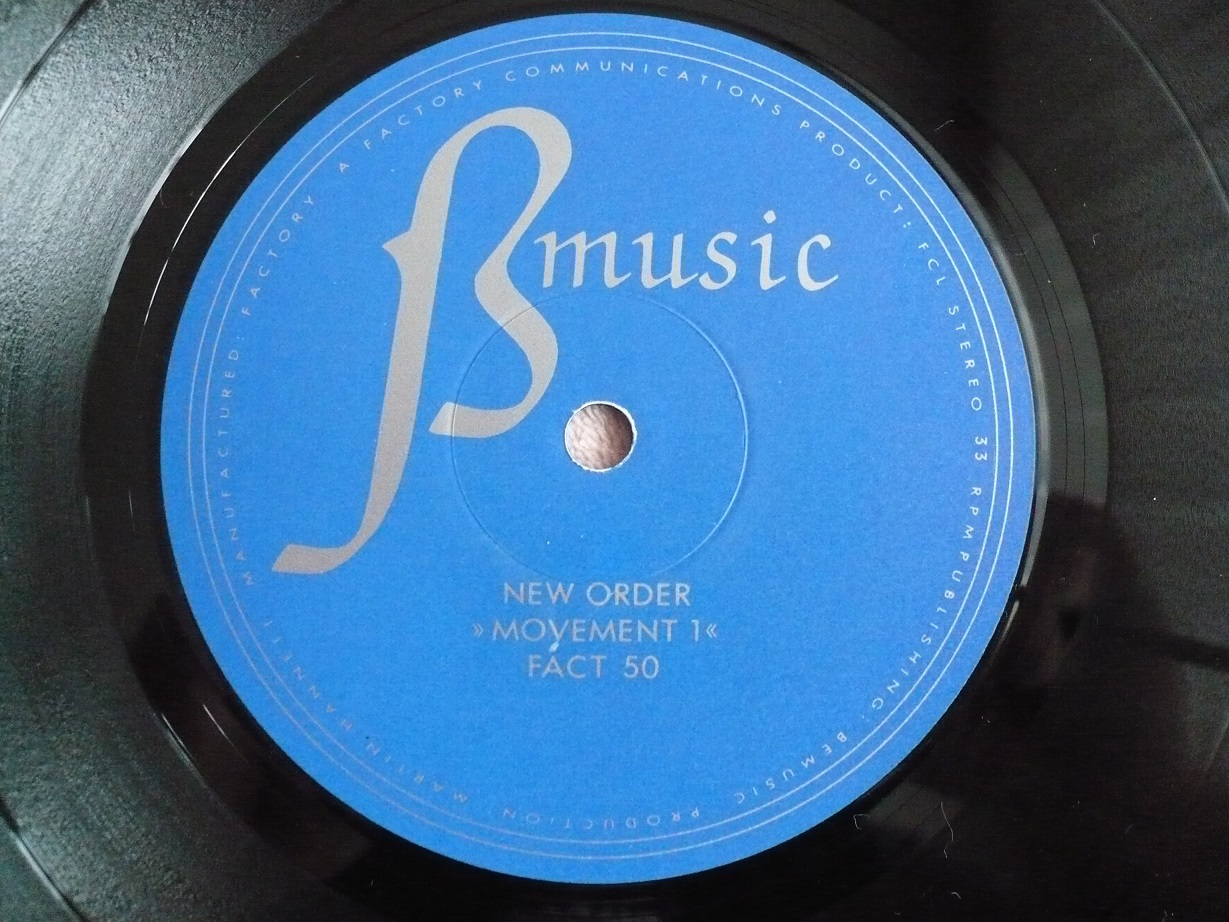 ßmusic
NEW ORDER
»MOVEMENT 1«
FACT 50
MANUFACTURED: FACTORY A FACTORY COMMUNICATIONS PRODUCT: FCL STEREO 33 RPM PUBLISHING: BEMUSIC PRODUCTION: MARTIN HANNETT